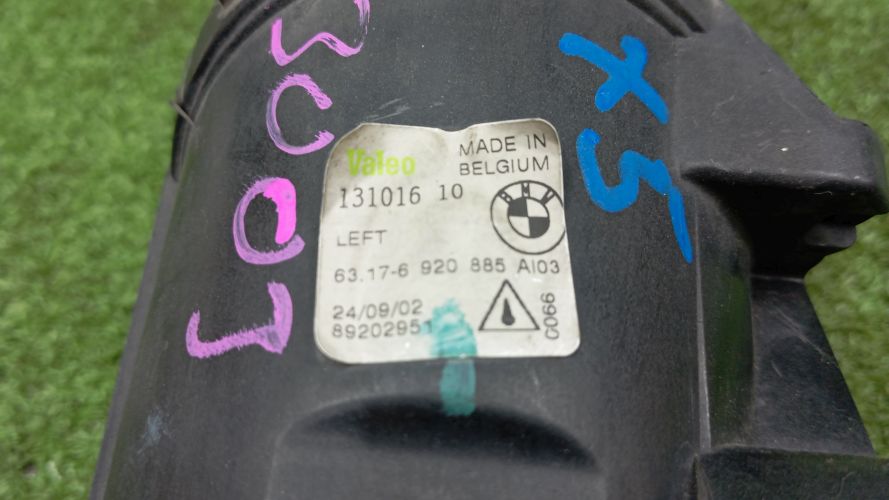 Valeo
MADE IN
BELGIUM
131016 10
BMW
LEFT
63.17-6 920 885 AI03
24/09/02
89202951
C066
X5